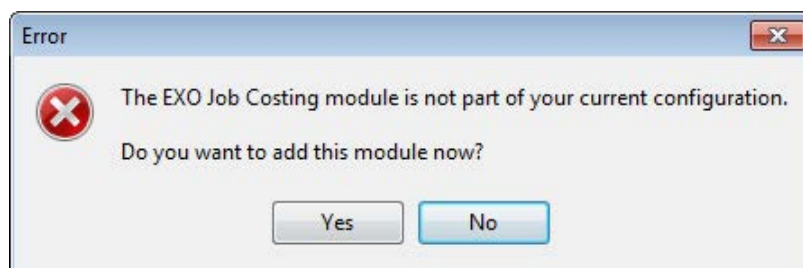 Error
The EXO Job Costing module is not part of your current configuration.
Do you want to add this module now?
Yes No